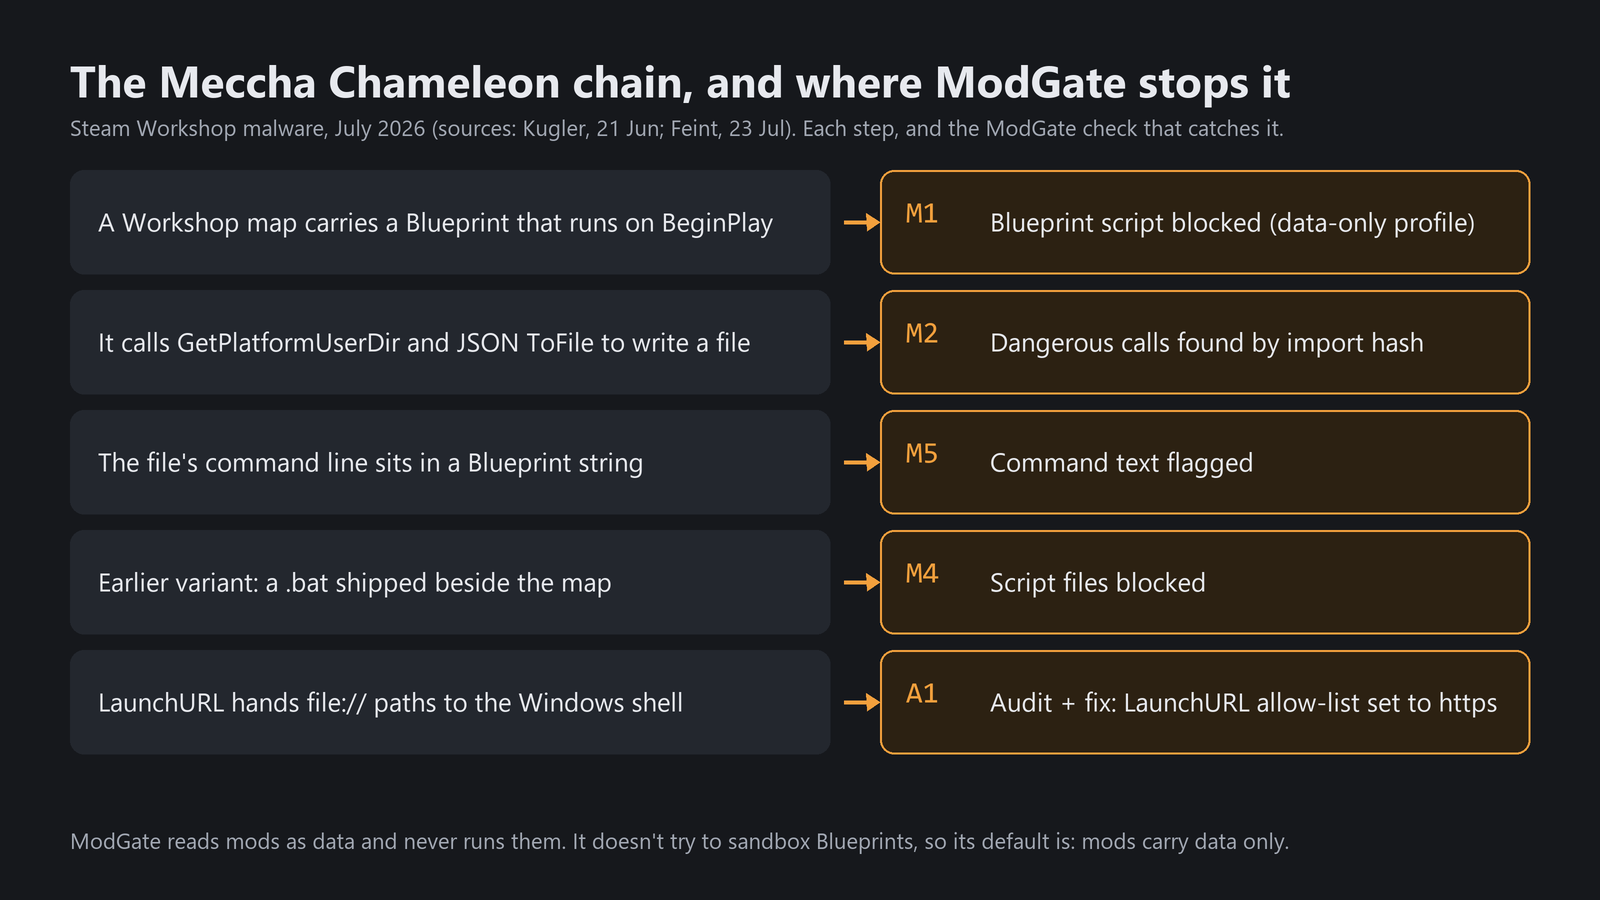 The Meccha Chameleon chain, and where ModGate stops it
Steam Workshop malware, July 2026 (sources: Kugler, 21 Jun; Feint, 23 Jul). Each step, and the ModGate check that catches it.
A Workshop map carries a Blueprint that runs on BeginPlay
M1 Blueprint script blocked (data-only profile)
It calls GetPlatformUserDir and JSON ToFile to write a file
M2 Dangerous calls found by import hash
The file's command line sits in a Blueprint string
M5 Command text flagged
Earlier variant: a .bat shipped beside the map
M4 Script files blocked
LaunchURL hands file:// paths to the Windows shell
A1 Audit + fix: LaunchURL allow-list set to https
ModGate reads mods as data and never runs them. It doesn't try to sandbox Blueprints, so its default is: mods carry data only.